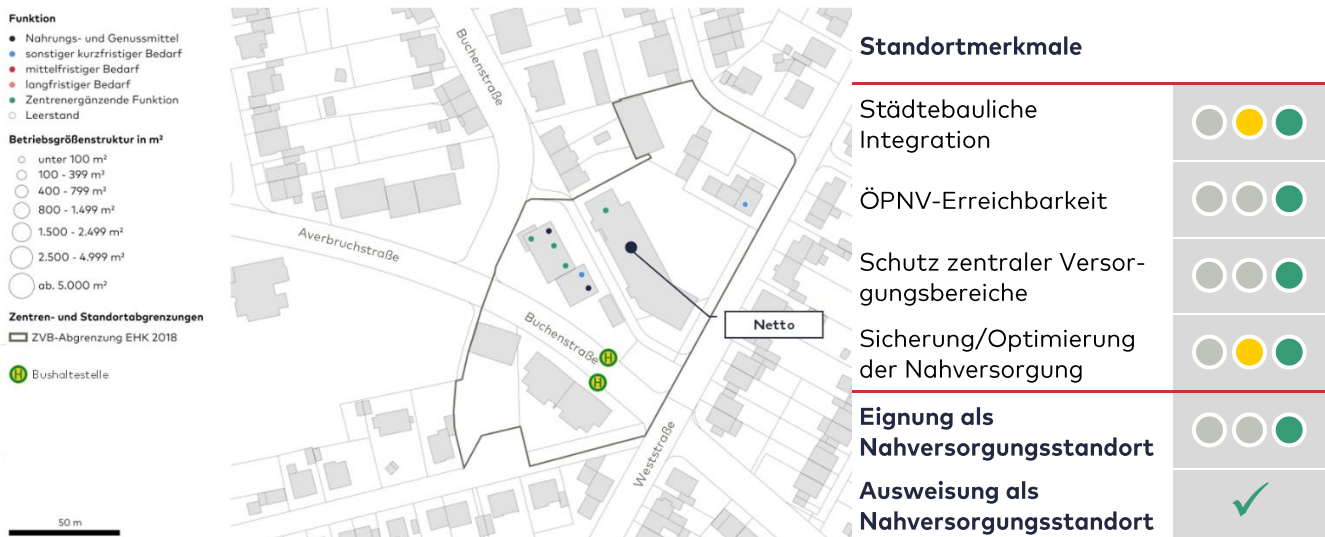 Funktion
Nahrungs- und Genussmittel
sonstiger kurzfristiger Bedarf
mittelfristiger Bedarf
langfristiger Bedarf
Zentrenergänzende Funktion
Leerstand
Betriebsgrößenstruktur in m²
unter 100 m²
100 - 399 m²
400 - 799 m²
800 - 1.499 m²
1.500 - 2.499 m²
2.500 - 4.999 m²
ab. 5.000 m²
Zentren- und Standortabgrenzungen
ZVB-Abgrenzung EHK 2018
H Bushaltestelle
50 m
Buchenstraße
Averbruchstraße
Buchenstraße
H
H
Netto
Weststraße
Standortmerkmale
Städtebauliche
Integration
ÖPNV-Erreichbarkeit
Schutz zentraler Versor-
gungsbereiche
Sicherung/Optimierung
der Nahversorgung
Eignung als
Nahversorgungsstandort
Ausweisung als
Nahversorgungsstandort